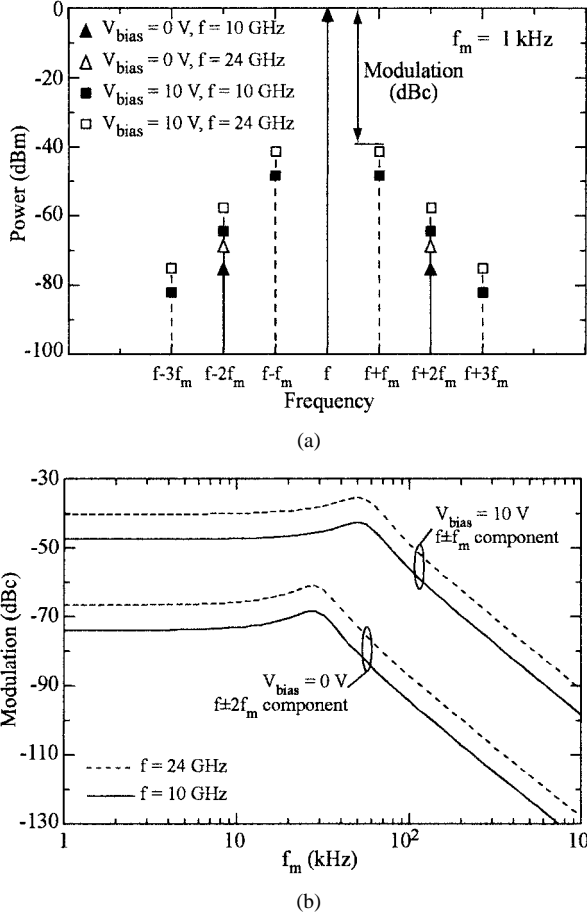 0
-20
-40
-60
-80
-100
Power (dBm)
V_bias = 0 V, f = 10 GHz
V_bias = 0 V, f = 24 GHz
V_bias = 10 V, f = 10 GHz
V_bias = 10 V, f = 24 GHz
f_m = 1 kHz
Modulation
(dBc)
f-3f_m f-2f_m f-f_m f f+f_m f+2f_m f+3f_m
Frequency
(a)
-30
-50
-70
-90
-110
-130
Modulation (dBc)
V_bias = 10 V
f±f_m component
V_bias = 0 V
f±2f_m component
f = 24 GHz
f = 10 GHz
1 10 10² 10
f_m (kHz)
(b)